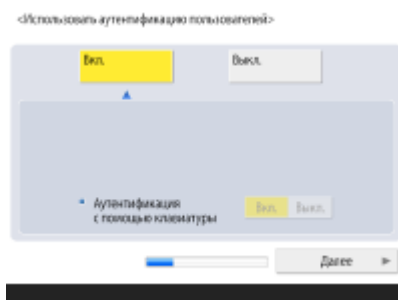 <Использовать аутентификацию пользователей>
Вкл. Выкл.
Аутентификация
с помощью клавиатуры Вкл. Выкл.
Далее